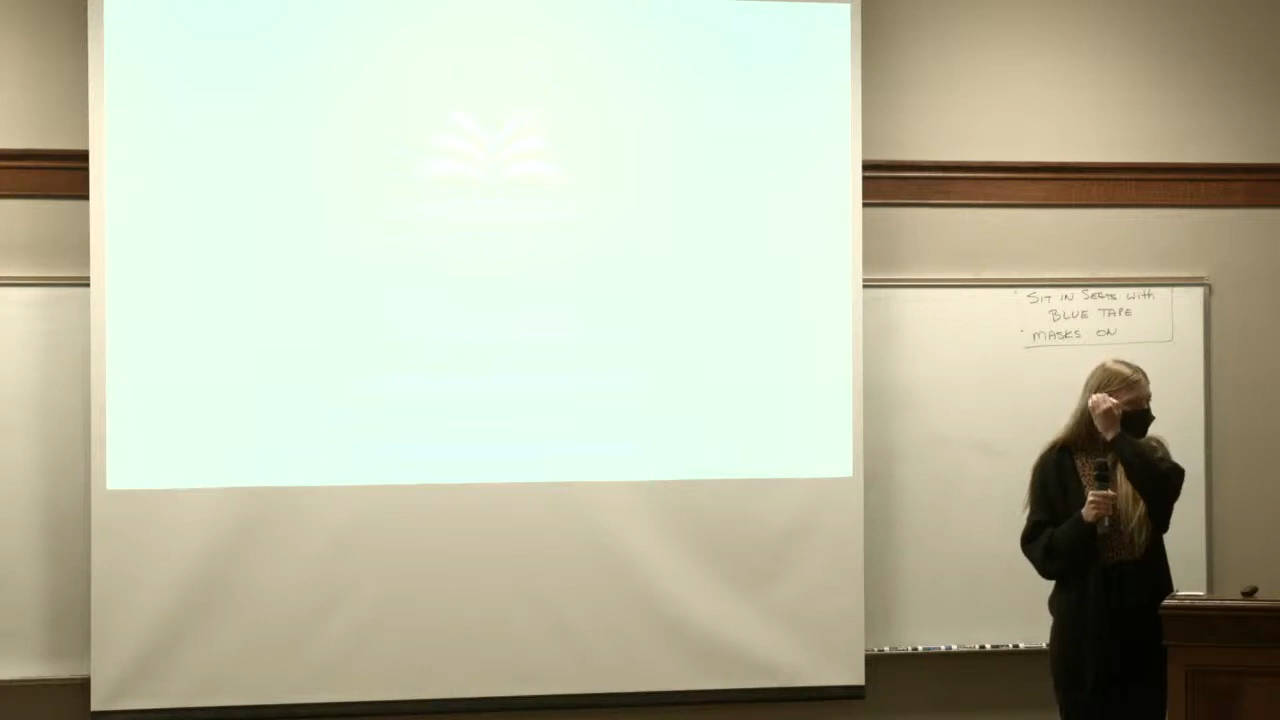 · SIT IN SEATS WITH
BLUE TAPE
· MASKS ON